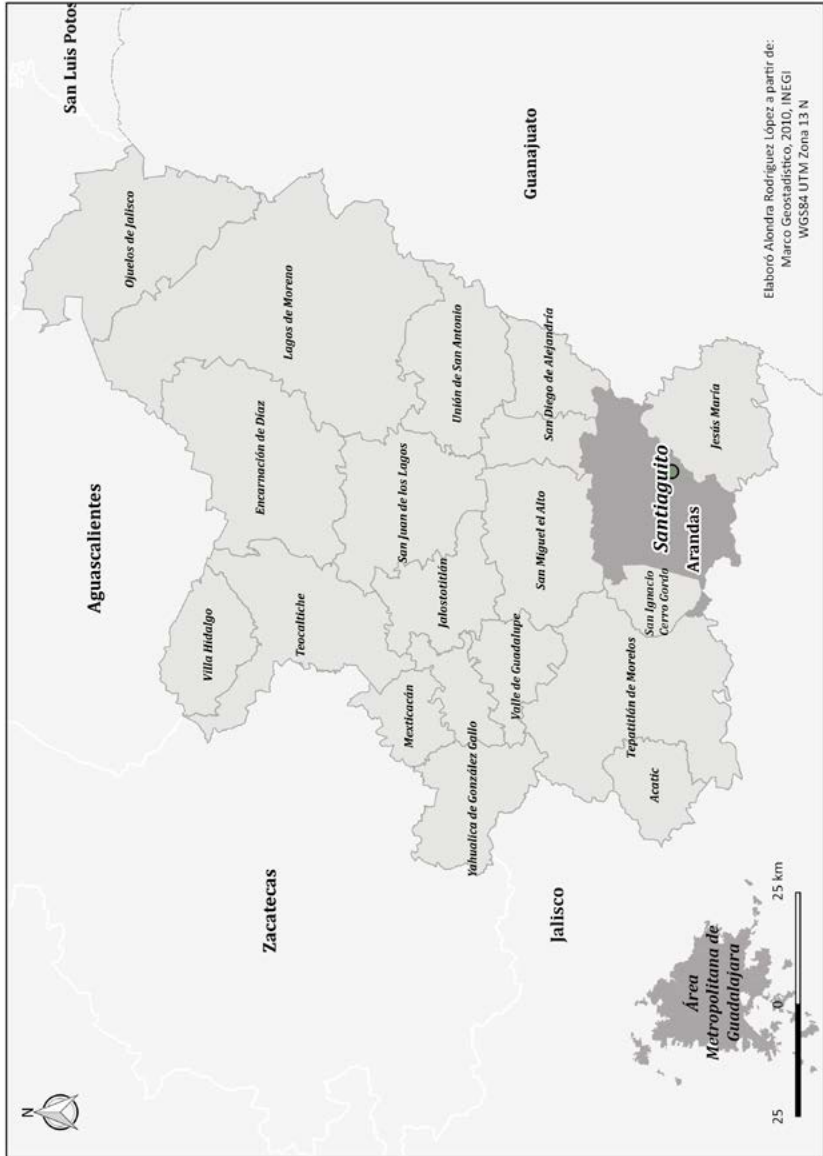 N
San Luis Potos
Aguascalientes
Ojuelos de Jalisco
Villa Hidalgo
Encarnación de Díaz
Lagos de Moreno
Teocaltiche
Zacatecas
Mexticacán
San Juan de los Lagos
Jalostotitlán
Unión de San Antonio
Guanajuato
Yahualica de González Gallo
Valle de Guadalupe
San Miguel el Alto
San Diego de Alejandría
Jalisco
Acatic
Tepatitlán de Morelos
San Ignacio
Cerro Gordo
Santiaguito
Arandas
Jesús María
Área
Metropolitana de
Guadalajara
25
0
25 km
Elaboró Alondra Rodríguez López a partir de:
Marco Geostadístico, 2010, INEGI
WGS84 UTM Zona 13 N